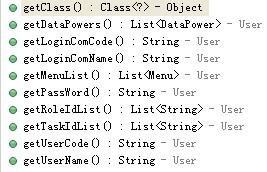 getClass() : Class<?> - Object
getDataPowers() : List<DataPower> - User
getLoginComCode() : String - User
getLoginComName() : String - User
getMenuList() : List<Menu> - User
getPassWord() : String - User
getRoleIdList() : List<String> - User
getTaskIdList() : List<String> - User
getUserCode() : String - User
getUserName() : String - User